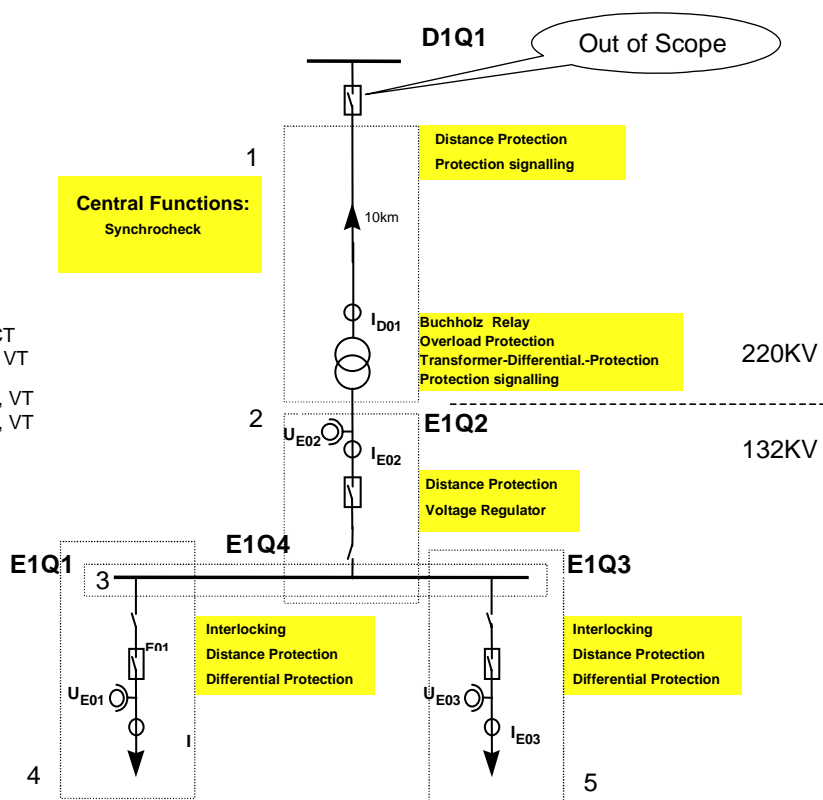 D1Q1
Out of Scope
Distance Protection
Protection signalling
1
Central Functions:
Synchrocheck
10km
CT
VT
, VT
, VT
I D01
Buchholz Relay
Overload Protection
Transformer-Differential.-Protection
Protection signalling
220KV
2
E1Q2
U E02
I E02
132KV
Distance Protection
Voltage Regulator
E1Q4
E1Q1
E1Q3
3
Interlocking
Distance Protection
Differential Protection
E01
Interlocking
Distance Protection
Differential Protection
U E01
U E03
I
I E03
4
5